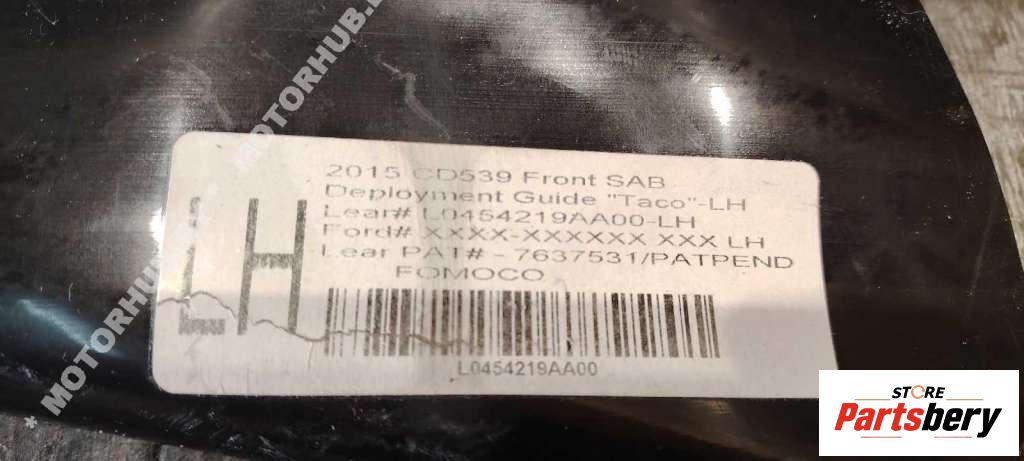 * MOTORHUB.
MOTORHUB
LH
2015 CD539 Front SAB
Deployment Guide "Taco"-LH
Lear# L0454219AA00-LH
Ford# XXXX-XXXXXX XXX LH
Lear PAT# - 7637531/PATPEND
FOMOCO
L0454219AA00
STORE
Partsbery